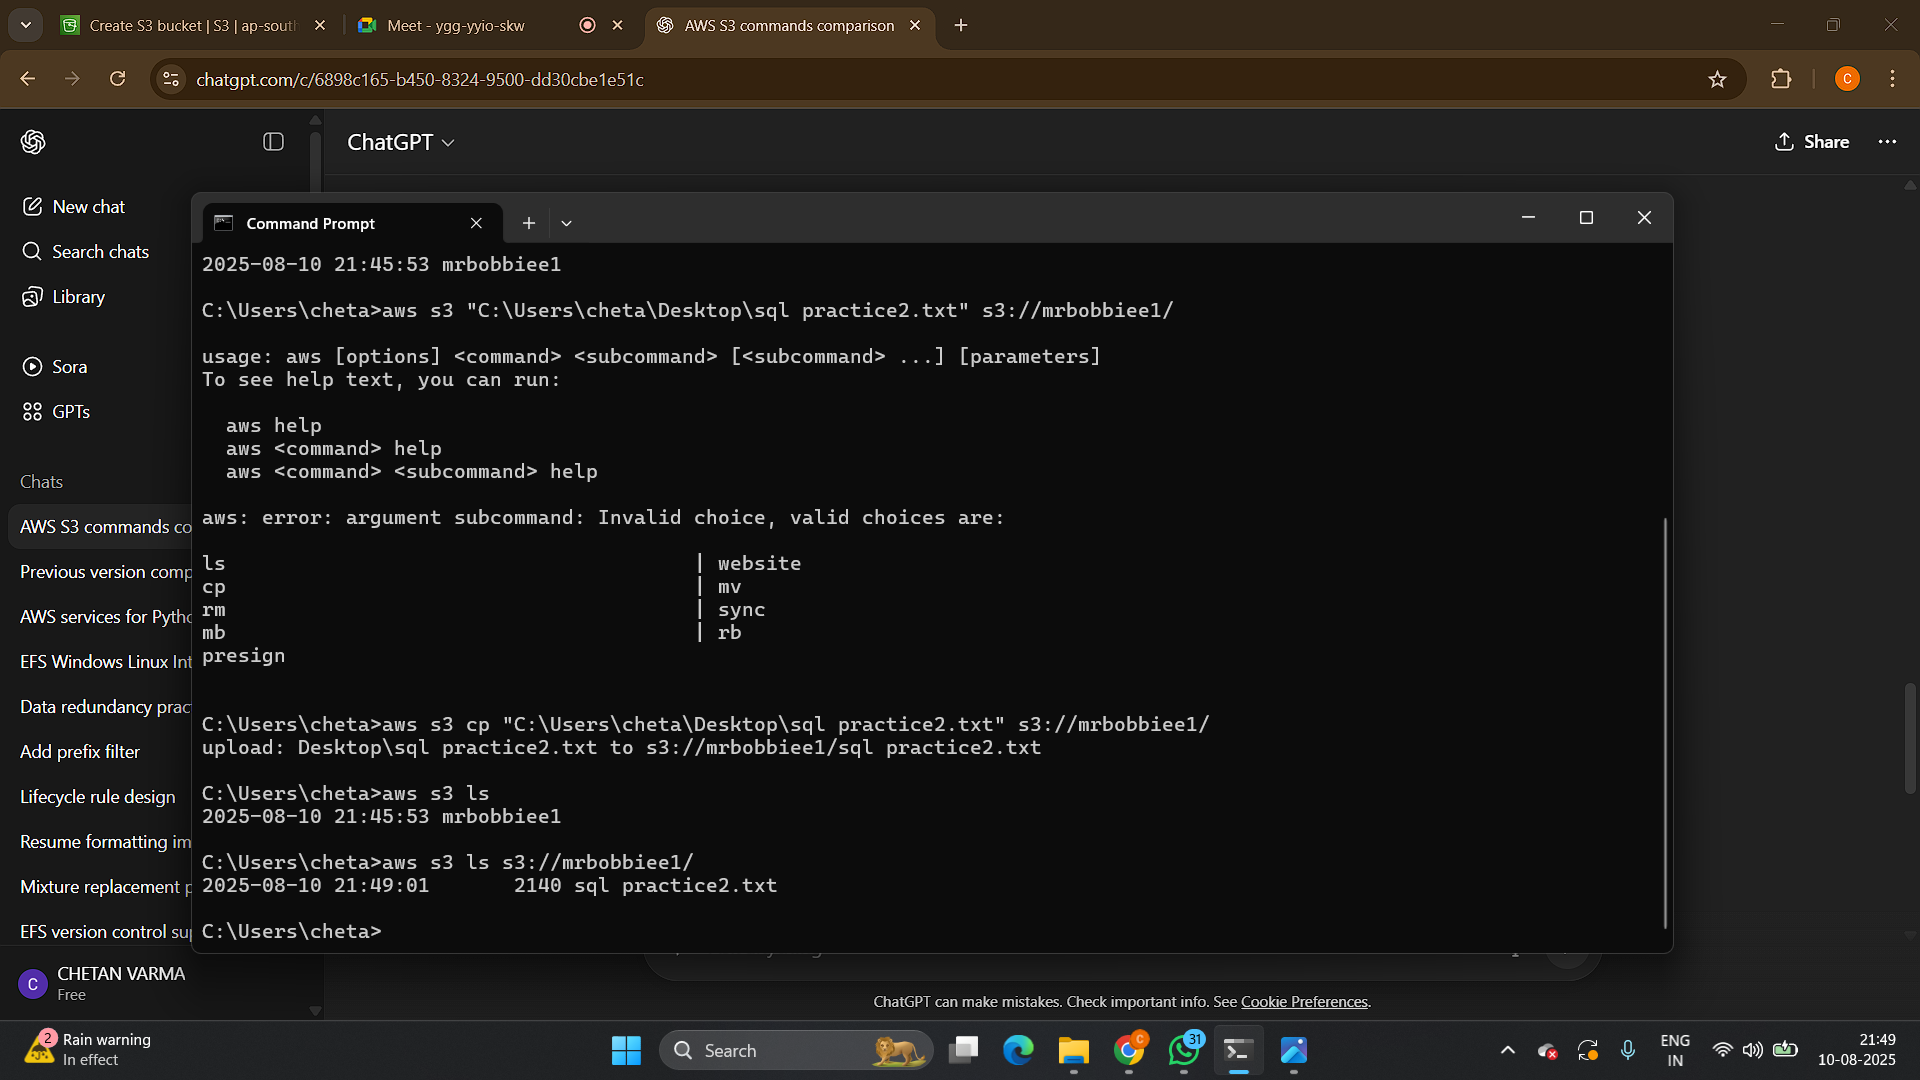 Create S3 bucket | S3 | ap-south
Meet - ygg-yyio-skw
AWS S3 commands comparison
chatgpt.com/c/6898c165-b450-8324-9500-dd30cbe1e51c
C
ChatGPT
Share
New chat
Search chats
Library
Sora
GPTs
Chats
AWS S3 commands co
Previous version comp
AWS services for Pytho
EFS Windows Linux Int
Data redundancy prac
Add prefix filter
Lifecycle rule design
Resume formatting im
Mixture replacement p
EFS version control sup
C
CHETAN VARMA
Free
Command Prompt
2025-08-10 21:45:53 mrbobbiee1
C:\Users\cheta>aws s3 "C:\Users\cheta\Desktop\sql practice2.txt" s3://mrbobbiee1/
usage: aws [options] <command> <subcommand> [<subcommand> ...] [parameters]
To see help text, you can run:
aws help
aws <command> help
aws <command> <subcommand> help
aws: error: argument subcommand: Invalid choice, valid choices are:
ls | website
cp | mv
rm | sync
mb | rb
presign
C:\Users\cheta>aws s3 cp "C:\Users\cheta\Desktop\sql practice2.txt" s3://mrbobbiee1/
upload: Desktop\sql practice2.txt to s3://mrbobbiee1/sql practice2.txt
C:\Users\cheta>aws s3 ls
2025-08-10 21:45:53 mrbobbiee1
C:\Users\cheta>aws s3 ls s3://mrbobbiee1/
2025-08-10 21:49:01 2140 sql practice2.txt
C:\Users\cheta>
ChatGPT can make mistakes. Check important info. See Cookie Preferences.
2
Rain warning
In effect
Search
C
31
ENG
IN
21:49
10-08-2025